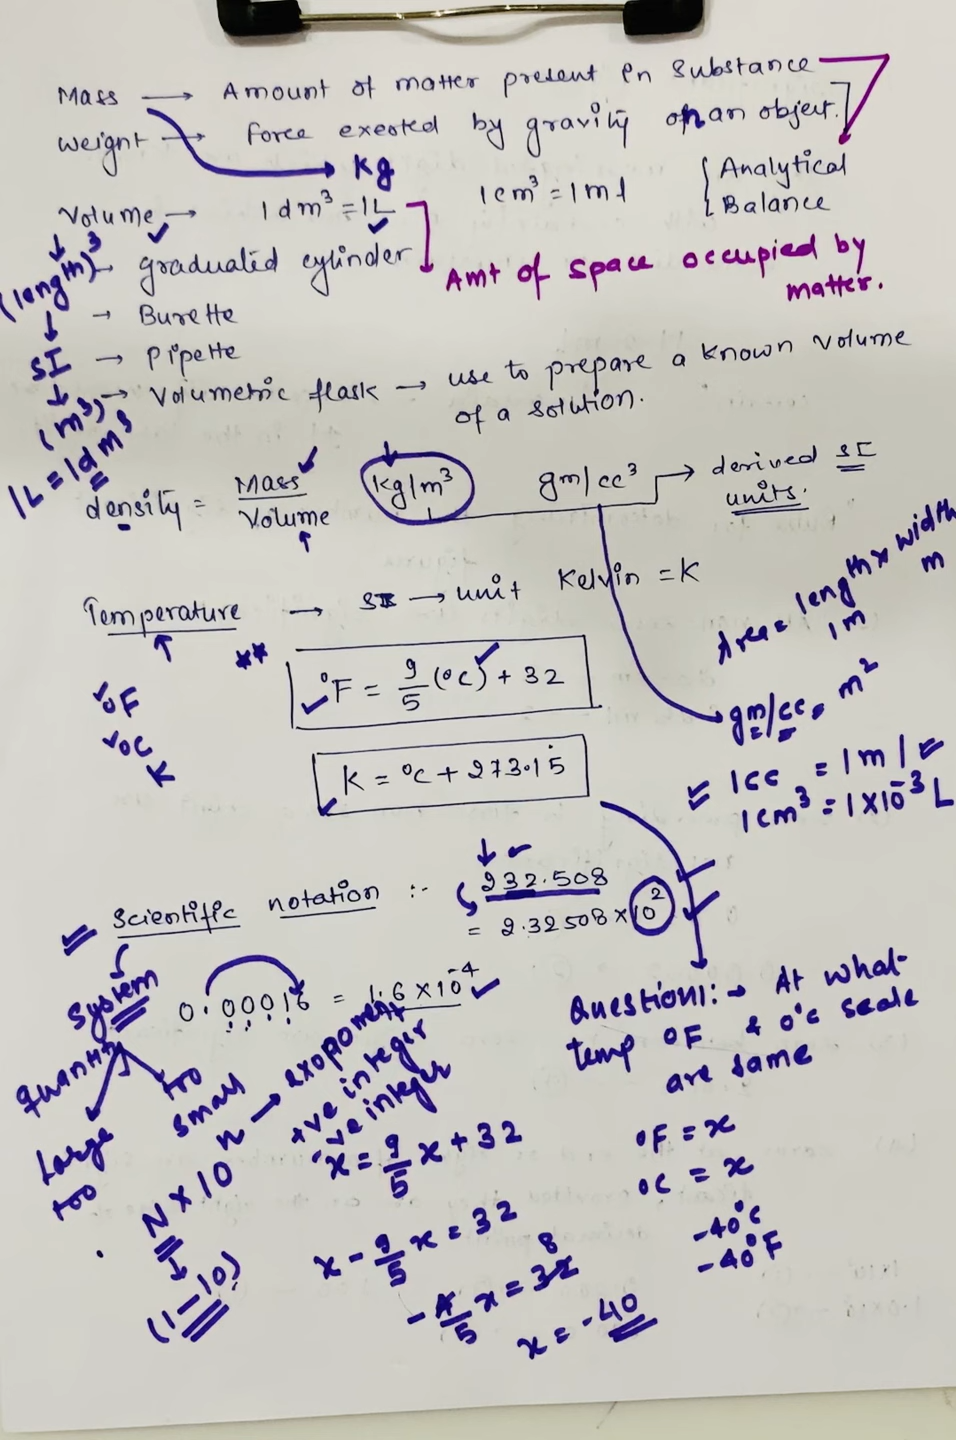 Mass → Amount of matter present in substance
Weight → force exerted by gravity on an object.
Kg
{Analytical
Balance
Volume → 1dm³ = 1L
1cm³ = 1ml
Amt of space occupied by
matter.
(length)³
→ graduated cylinder
→ Burette
SI → Pipette
→ Volumetric flask → use to prepare a known volume
of a solution.
(m³)
1L = 1dm³
density = Mass/Volume
kg/m³
gm/cc³ → derived SI
units.
Area = length x width
1m m
m²
Temperature → SI → unit Kelvin = K
**
°F = 9/5 (°C) + 32
°F
°C
K
K = °C + 273.15
gm/cc
1cc = 1ml
1cm³ = 1X10⁻³ L
Scientific notation :- 232.508
= 2.32508 x 10²
System
0.00016 = 1.6 x 10⁻⁴
quantity
too
small
Large
too
n → exoponent
+ve integer
-ve integer
N x 10
(1-10)
Question1:→ At what-
temp °F & 0°C scale
are same
°F = x
°C = x
x = 9/5 x + 32
x - 9/5 x = 32
- 4/5 x = 32
8
x = -40
-40°C
-40°F